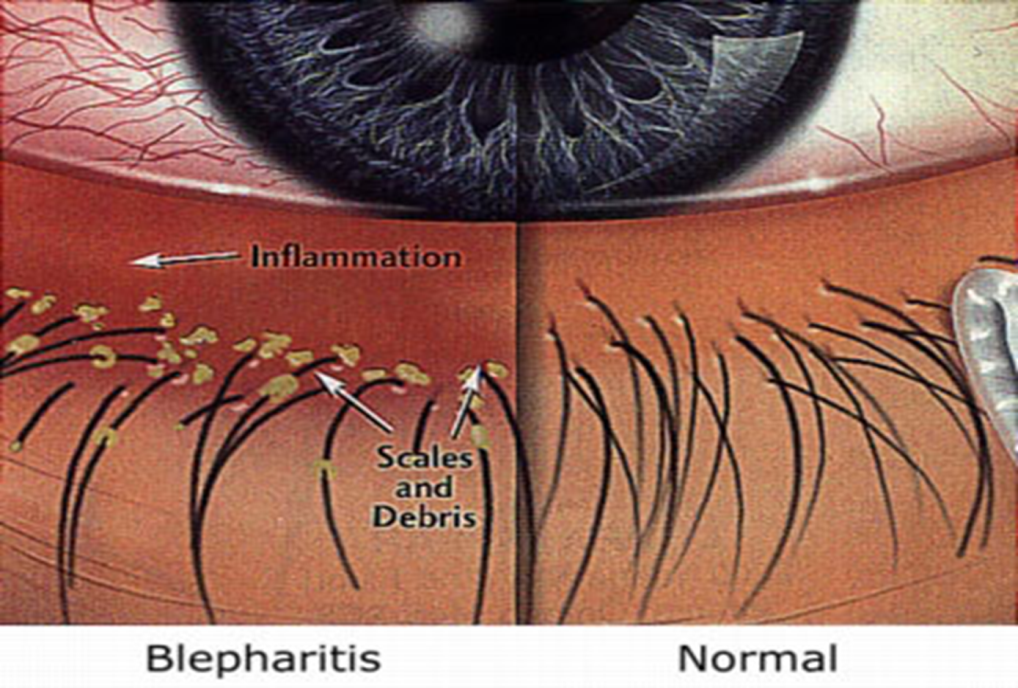 Inflammation
Scales
and
Debris
Blepharitis
Normal